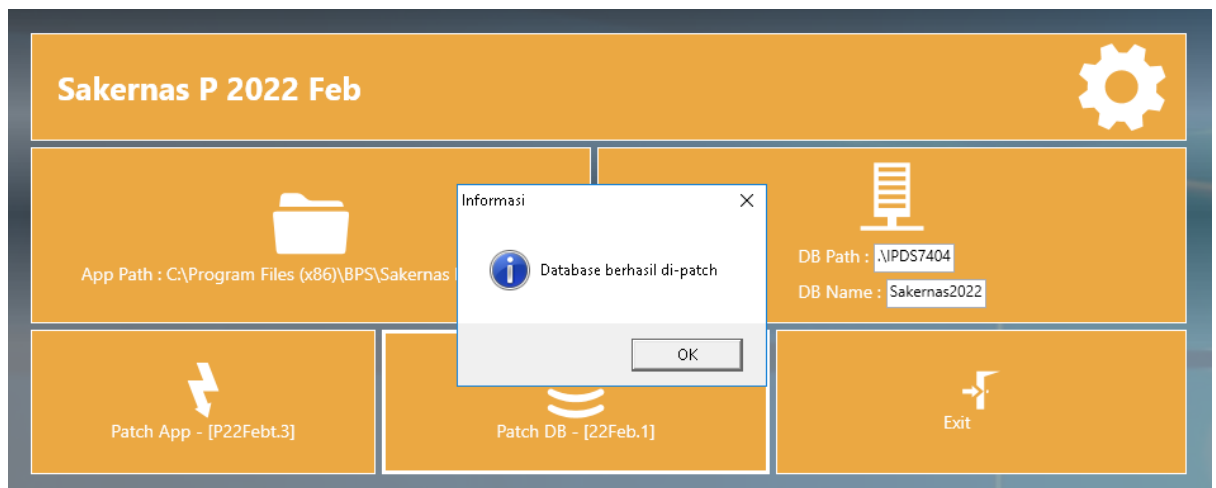 Sakernas P 2022 Feb
App Path : C:\Program Files (x86)\BPS\Sakernas
Informasi
Database berhasil di-patch
OK
DB Path : .\IPDS7404
DB Name : Sakernas2022
Patch App - [P22Febt.3]
Patch DB - [22Feb.1]
Exit